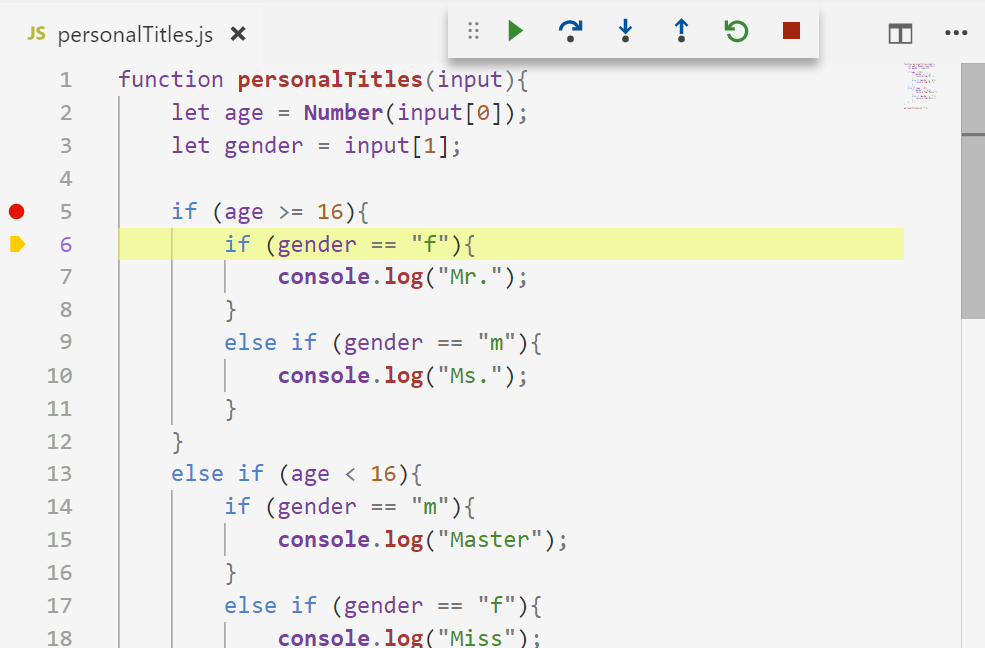 JS personalTitles.js
1 function personalTitles(input){
2 let age = Number(input[0]);
3 let gender = input[1];
4
5 if (age >= 16){
6 if (gender == "f"){
7 console.log("Mr.");
8 }
9 else if (gender == "m"){
10 console.log("Ms.");
11 }
12 }
13 else if (age < 16){
14 if (gender == "m"){
15 console.log("Master");
16 }
17 else if (gender == "f"){
18 console.log("Miss");